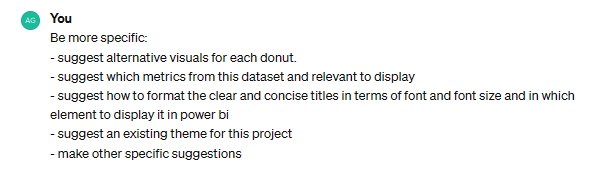 AG You
Be more specific:
- suggest alternative visuals for each donut.
- suggest which metrics from this dataset and relevant to display
- suggest how to format the clear and concise titles in terms of font and font size and in which
element to display it in power bi
- suggest an existing theme for this project
- make other specific suggestions